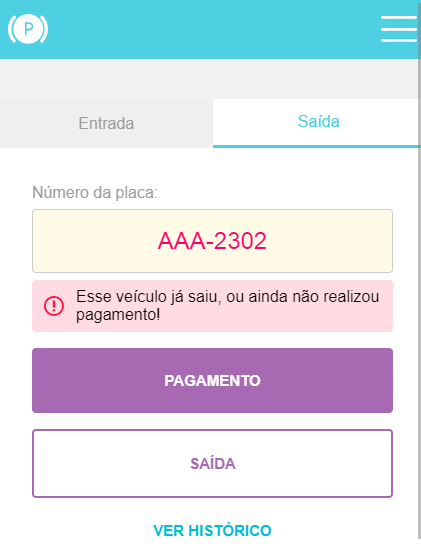 P
Entrada
Saída
Número da placa:
AAA-2302
Esse veículo já saiu, ou ainda não realizou
pagamento!
PAGAMENTO
SAÍDA
VER HISTÓRICO